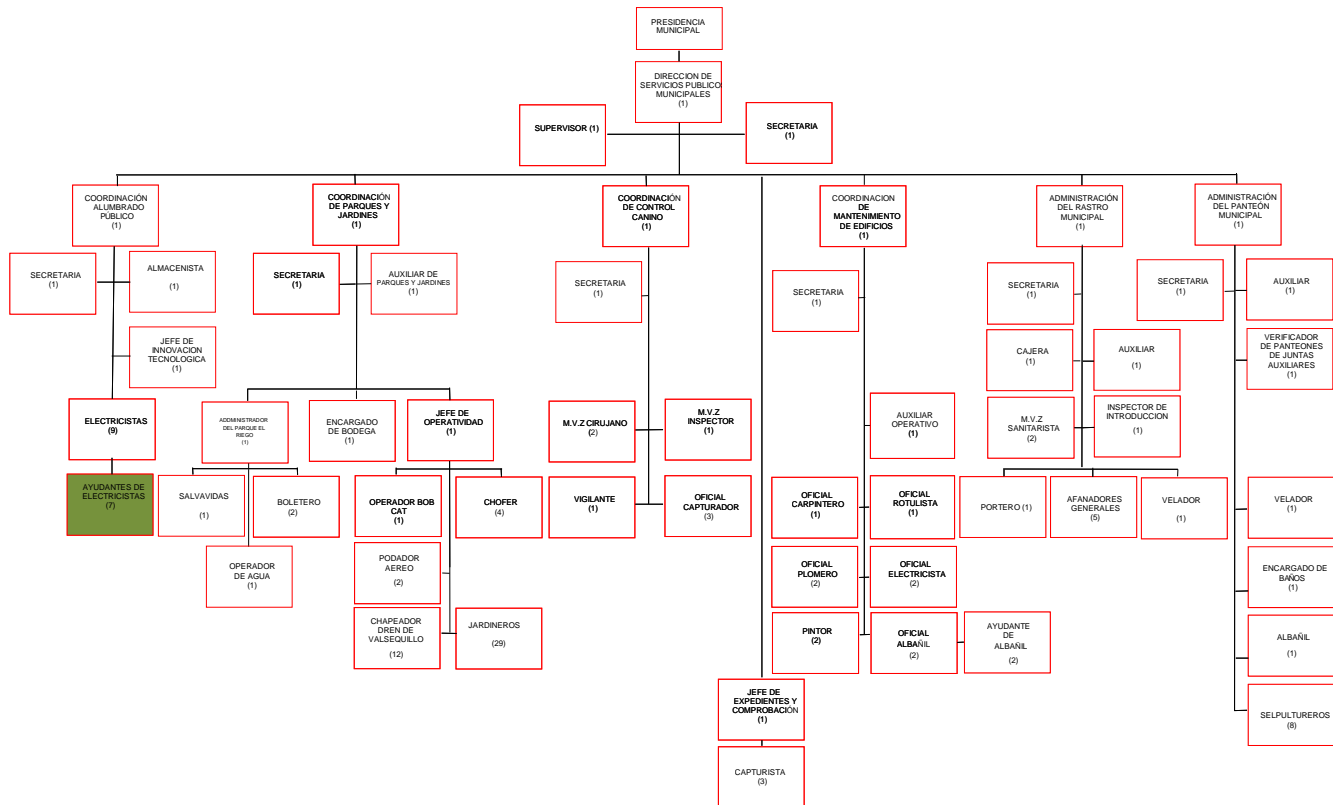 PRESIDENCIA
MUNICIPAL
DIRECCION DE
SERVICIOS PUBLICO
MUNICIPALES
(1)
SUPERVISOR (1)
SECRETARIA
(1)
COORDINACIÓN
ALUMBRADO
PÚBLICO
(1)
SECRETARIA
(1)
ALMACENISTA
(1)
JEFE DE
INNOVACION
TECNOLOGICA
(1)
ELECTRICISTAS
(9)
AYUDANTES DE
ELECTRICISTAS
(7)
COORDINACIÓN
DE PARQUES Y
JARDINES
(1)
SECRETARIA
(1)
AUXILIAR DE
PARQUES Y JARDINES
(1)
ADDMINISTRADOR
DEL PARQUE EL
RIEGO
(1)
SALVAVIDAS
(1)
BOLETERO
(2)
OPERADOR
DE AGUA
(1)
ENCARGADO
DE BODEGA
(1)
JEFE DE
OPERATIVIDAD
(1)
OPERADOR BOB
CAT
(1)
CHOFER
(4)
PODADOR
AEREO
(2)
CHAPEADOR
DREN DE
VALSEQUILLO
(12)
JARDINEROS
(29)
COORDINACIÓN
DE CONTROL
CANINO
(1)
SECRETARIA
(1)
M.V.Z CIRUJANO
(2)
M.V.Z
INSPECTOR
(1)
VIGILANTE
(1)
OFICIAL
CAPTURADOR
(3)
JEFE DE
EXPEDIENTES Y
COMPROBACIÓN
(1)
CAPTURISTA
(3)
COORDINACION
DE
MANTENIMIENTO
DE EDIFICIOS
(1)
SECRETARIA
(1)
AUXILIAR
OPERATIVO
(1)
OFICIAL
CARPINTERO
(1)
OFICIAL
ROTULISTA
(1)
OFICIAL
PLOMERO
(2)
OFICIAL
ELECTRICISTA
(2)
PINTOR
(2)
OFICIAL
ALBAÑIL
(2)
AYUDANTE
DE
ALBAÑIL
(2)
ADMINISTRACIÓN
DEL RASTRO
MUNICIPAL
(1)
SECRETARIA
(1)
CAJERA
(1)
AUXILIAR
(1)
M.V.Z
SANITARISTA
(2)
INSPECTOR DE
INTRODUCCION
(1)
PORTERO (1)
AFANADORES
GENERALES
(5)
VELADOR
(1)
ADMINISTRACIÓN
DEL PANTEÓN
MUNICIPAL
(1)
SECRETARIA
(1)
AUXILIAR
(1)
VERIFICADOR
DE PANTEONES
DE JUNTAS
AUXILIARES
(1)
VELADOR
(1)
ENCARGADO DE
BAÑOS
(1)
ALBAÑIL
(1)
SELPULTUREROS
(8)